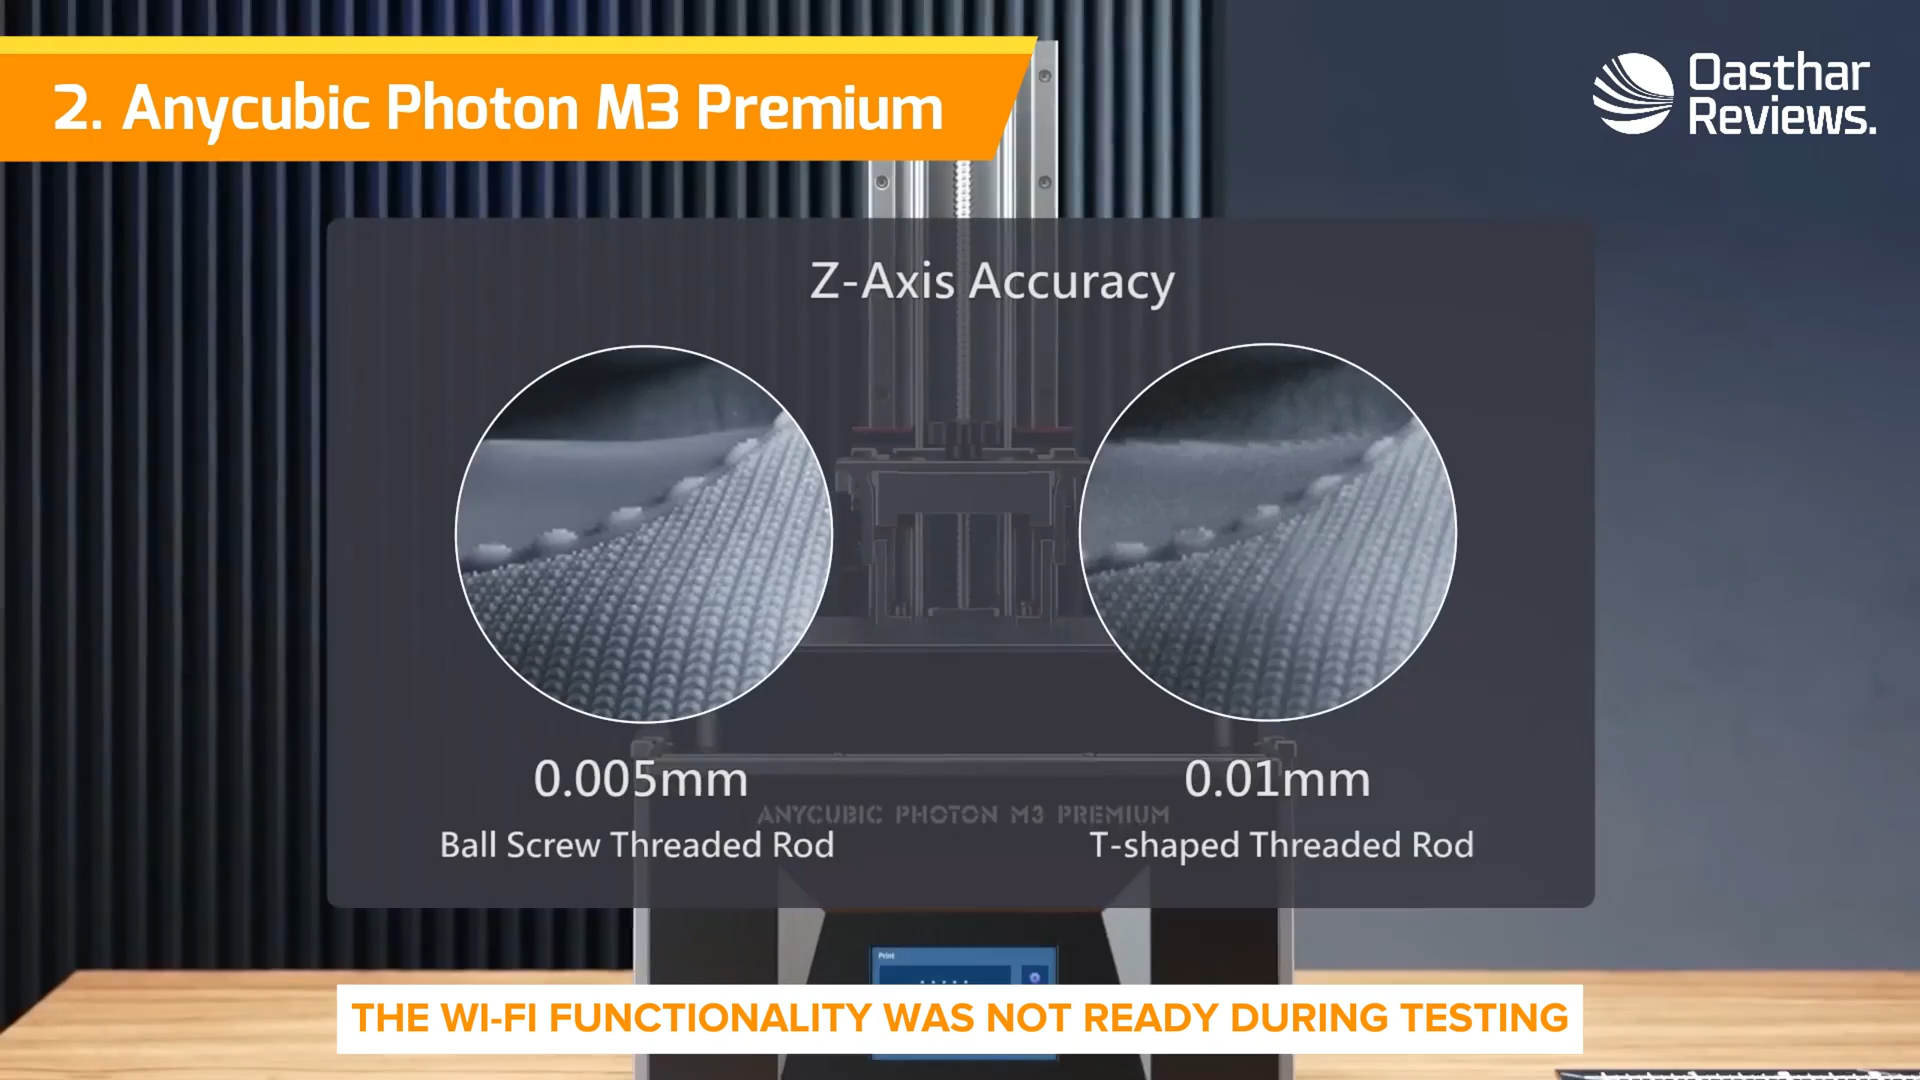 2. Anycubic Photon M3 Premium
Oasthar
Reviews.
Z-Axis Accuracy
0.005mm
0.01mm
ANYCUBIC PHOTON M3 PREMIUM
Ball Screw Threaded Rod
T-shaped Threaded Rod
Print
THE WI-FI FUNCTIONALITY WAS NOT READY DURING TESTING